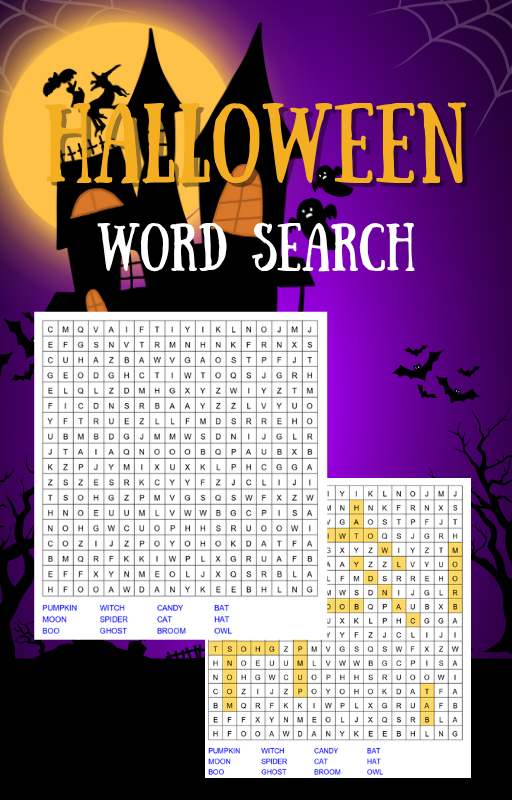 HALLOWEEN
WORD SEARCH
C M Q V A I F T I Y I K L N O J M J
E F G S N V T R M N H N K F R N X S
C U H A Z B A W V G A O S T P F J T
G E O D G H C T I W T O Q S J G R H
E L Q L Z D M H G X Y Z W I Y Z T M
F I C D N S R B A A Y Z Z L V Y U O
Y F T R U E Z L L F M D S R R E H O
U B M B D G J M M W S D N I J G L R
J T A I A Q N O O O B Q P A U B X B
K Z P J Y M I X U X K L P H C G G A
Z S Z E S R K C Y Y F Z J C L I J I
T S O H G Z P M V G S Q S W F X Z W
H N O E U U M L V W W B G C P I S A
N O H G W C U O P H H S R U O O W I
C O Z I J Z P O Y O H O K D A T F A
B M Q R F K K I W P L X G R U A F B
E F F X Y N M E O L J X Q S R B L A
H F O O A W D A N Y K E E B H L N G
PUMPKIN WITCH CANDY BAT
MOON SPIDER CAT HAT
BOO GHOST BROOM OWL
I Y I K L N O J M J
M N H N K F R N X S
V G A O S T P F J T
I W T O Q S J G R H
G X Y Z W I Y Z T M
A A Y Z Z L V Y U O
L F M D S R R E H O
M W S D N I J G L R
O O B Q P A U B X B
U X K L P H C G G A
Y Y F Z J C L I J I
T S O H G Z P M V G S Q S W F X Z W
H N O E U U M L V W W B G C P I S A
N O H G W C U O P H H S R U O O W I
C O Z I J Z P O Y O H O K D A T F A
B M Q R F K K I W P L X G R U A F B
E F F X Y N M E O L J X Q S R B L A
H F O O A W D A N Y K E E B H L N G
PUMPKIN WITCH CANDY BAT
MOON SPIDER CAT HAT
BOO GHOST BROOM OWL